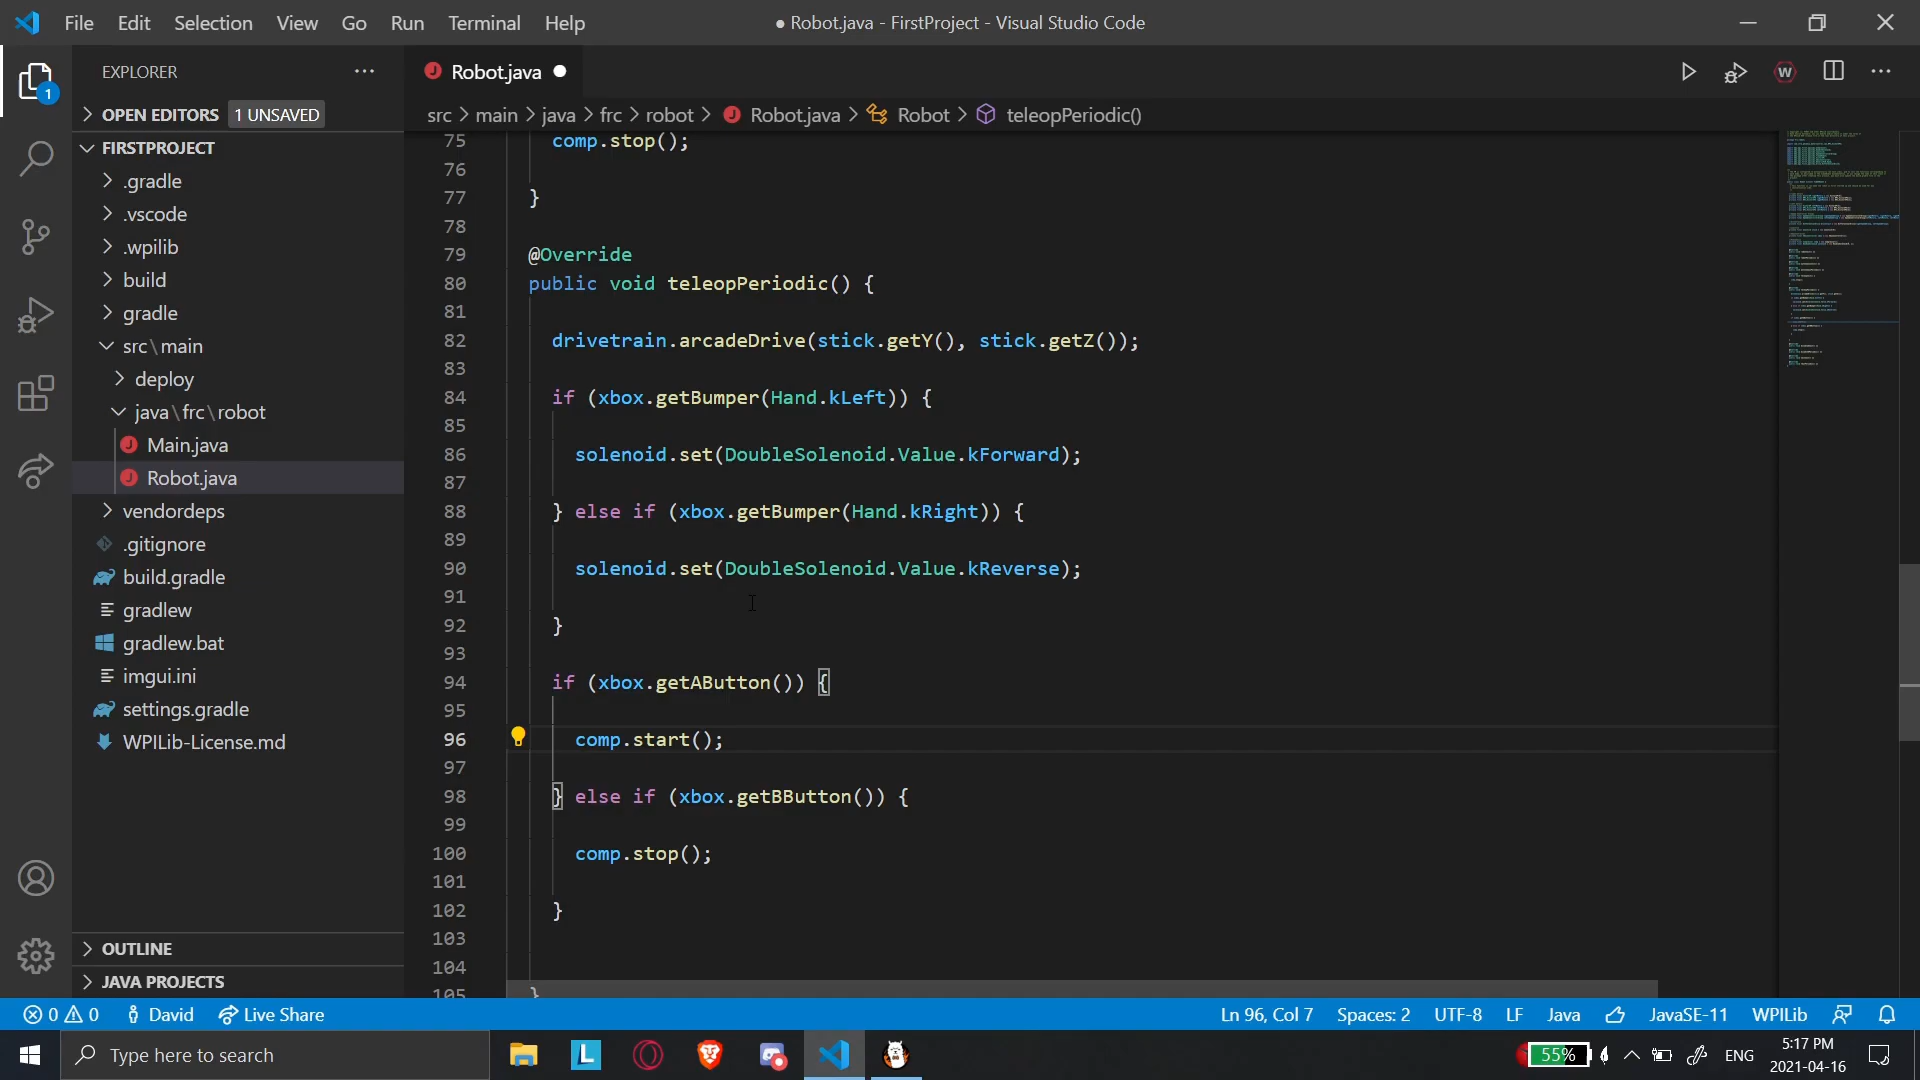 File Edit Selection View Go Run Terminal Help
● Robot.java - FirstProject - Visual Studio Code
EXPLORER
Robot.java
OPEN EDITORS 1 UNSAVED
src > main > java > frc > robot > Robot.java > Robot > teleopPeriodic()
FIRSTPROJECT
.gradle
.vscode
.wpilib
build
gradle
src\main
deploy
java\frc\robot
Main.java
Robot.java
vendordeps
.gitignore
build.gradle
gradlew
gradlew.bat
imgui.ini
settings.gradle
WPILib-License.md
OUTLINE
JAVA PROJECTS
1
W
75 comp.stop();
76
77 }
78
79 @Override
80 public void teleopPeriodic() {
81
82 drivetrain.arcadeDrive(stick.getY(), stick.getZ());
83
84 if (xbox.getBumper(Hand.kLeft)) {
85
86 solenoid.set(DoubleSolenoid.Value.kForward);
87
88 } else if (xbox.getBumper(Hand.kRight)) {
89
90 solenoid.set(DoubleSolenoid.Value.kReverse);
91
92 }
93
94 if (xbox.getAButton()) {
95
96 comp.start();
97
98 } else if (xbox.getBButton()) {
99
100 comp.stop();
101
102 }
103
104
105 }
0 0 David Live Share
Ln 96, Col 7 Spaces: 2 UTF-8 LF Java JavaSE-11 WPILib
Type here to search
L
55% ENG
5:17 PM
2021-04-16